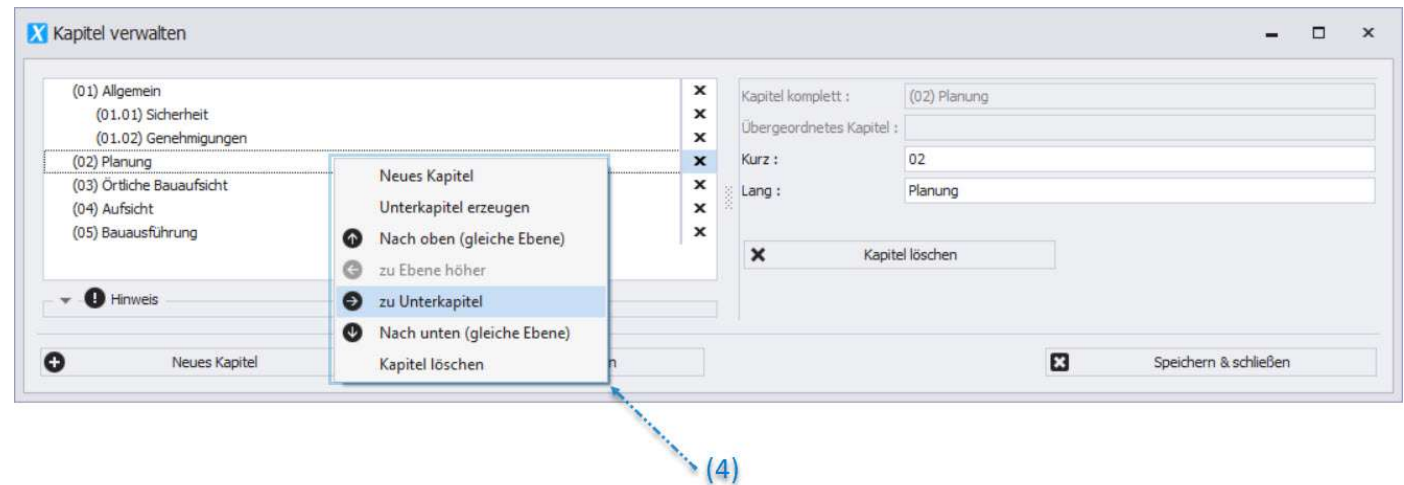 Kapitel verwalten
(01) Allgemein
(01.01) Sicherheit
(01.02) Genehmigungen
(02) Planung
(03) Örtliche Bauaufsicht
(04) Aufsicht
(05) Bauausführung
Hinweis
Neues Kapitel
n
Neues Kapitel
Unterkapitel erzeugen
Nach oben (gleiche Ebene)
zu Ebene höher
zu Unterkapitel
Nach unten (gleiche Ebene)
Kapitel löschen
Kapitel komplett : (02) Planung
Übergeordnetes Kapitel :
Kurz : 02
Lang : Planung
Kapitel löschen
Speichern & schließen
(4)